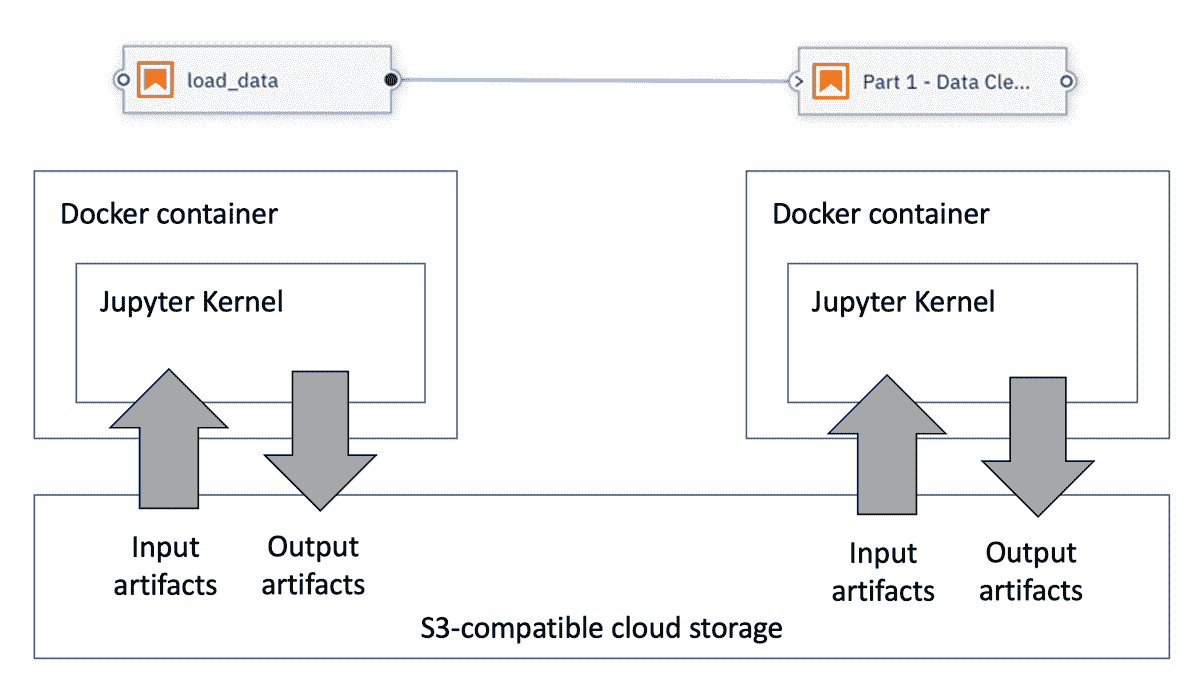 load_data
Part 1 - Data Cle...
Docker container
Docker container
Jupyter Kernel
Jupyter Kernel
Input
artifacts
Output
artifacts
Input
artifacts
Output
artifacts
S3-compatible cloud storage